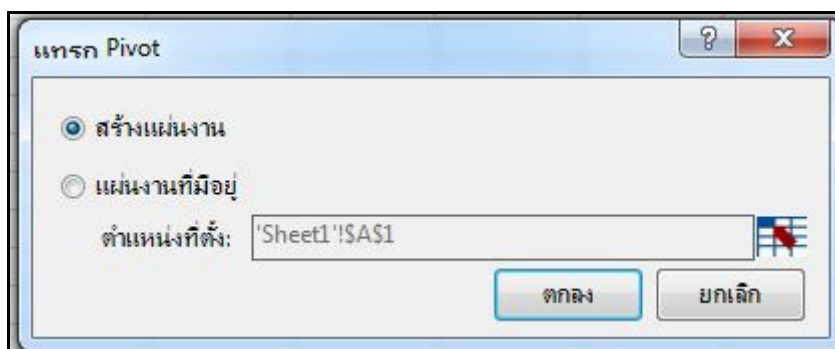 แทรก Pivot
สร้างแผ่นงาน
แผ่นงานที่มีอยู่
ตำแหน่งที่ตั้ง: 'Sheet1'!$A$1
ตกลง ยกเลิก